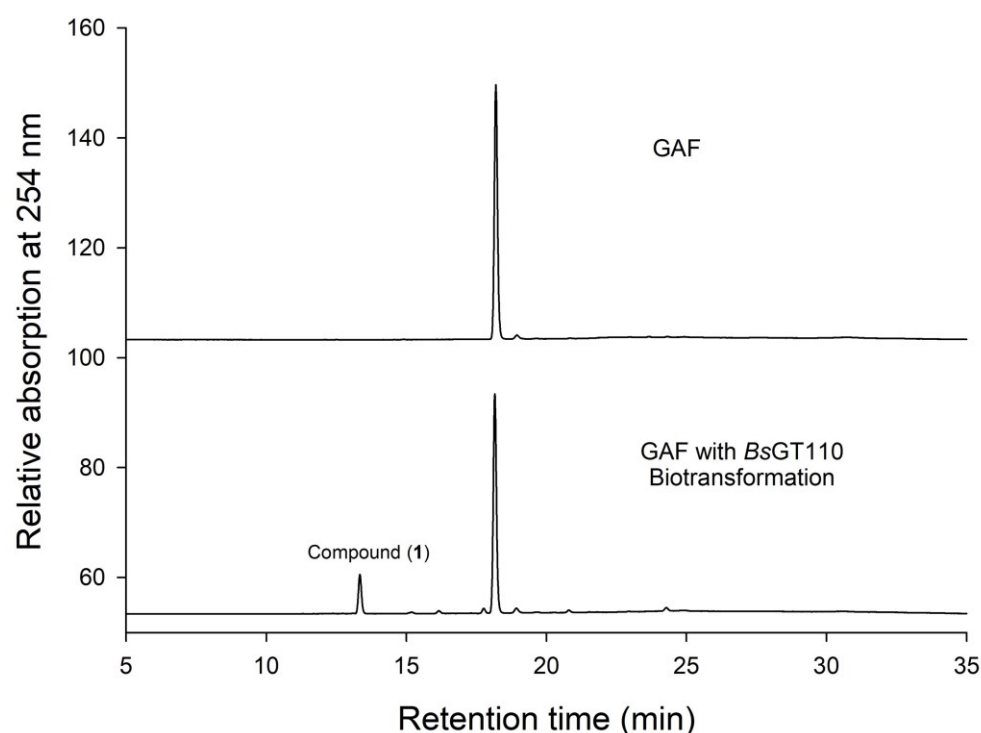 160
140
120
100
80
60
Relative absorption at 254 nm
GAF
GAF with BsGT110
Biotransformation
Compound (1)
5
10
15
20
25
30
35
Retention time (min)